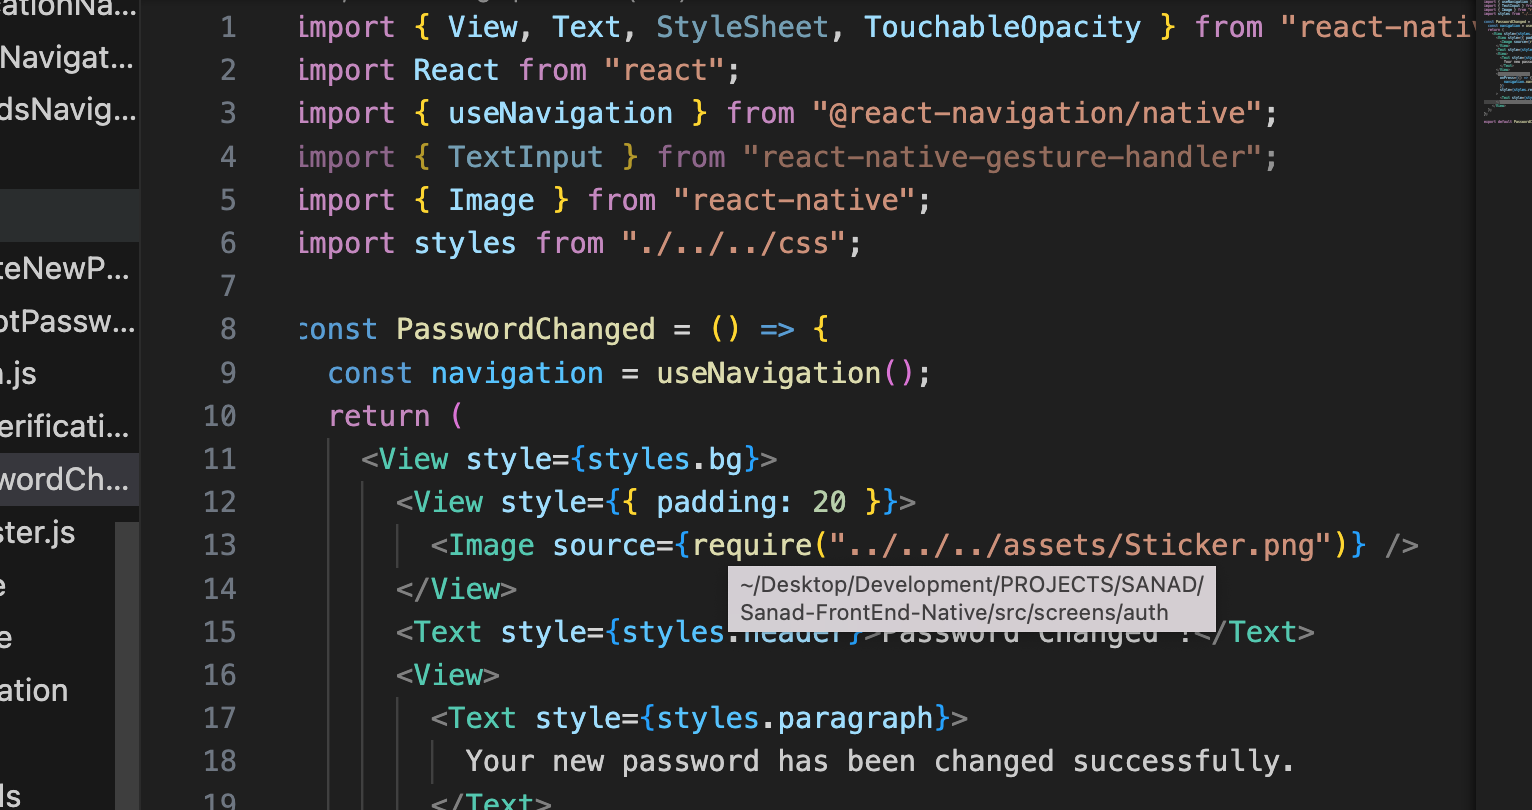 cationNa...
Navigat...
dsNavig...
teNewP...
otPassw...
n.js
erificati...
wordCh...
ster.js
e
e
ation
ls
1 import { View, Text, StyleSheet, TouchableOpacity } from "react-nativ
2 import React from "react";
3 import { useNavigation } from "@react-navigation/native";
4 import { TextInput } from "react-native-gesture-handler";
5 import { Image } from "react-native";
6 import styles from "./../../css";
7
8 const PasswordChanged = () => {
9 const navigation = useNavigation();
10 return (
11 <View style={styles.bg}>
12 <View style={{ padding: 20 }}>
13 <Image source={require("../../../assets/Sticker.png")} />
14 </View>
~/Desktop/Development/PROJECTS/SANAD/
Sanad-FrontEnd-Native/src/screens/auth
15 <Text style={styles.header}>Password Changed !</Text>
16 <View>
17 <Text style={styles.paragraph}>
18 Your new password has been changed successfully.
19 </Text>